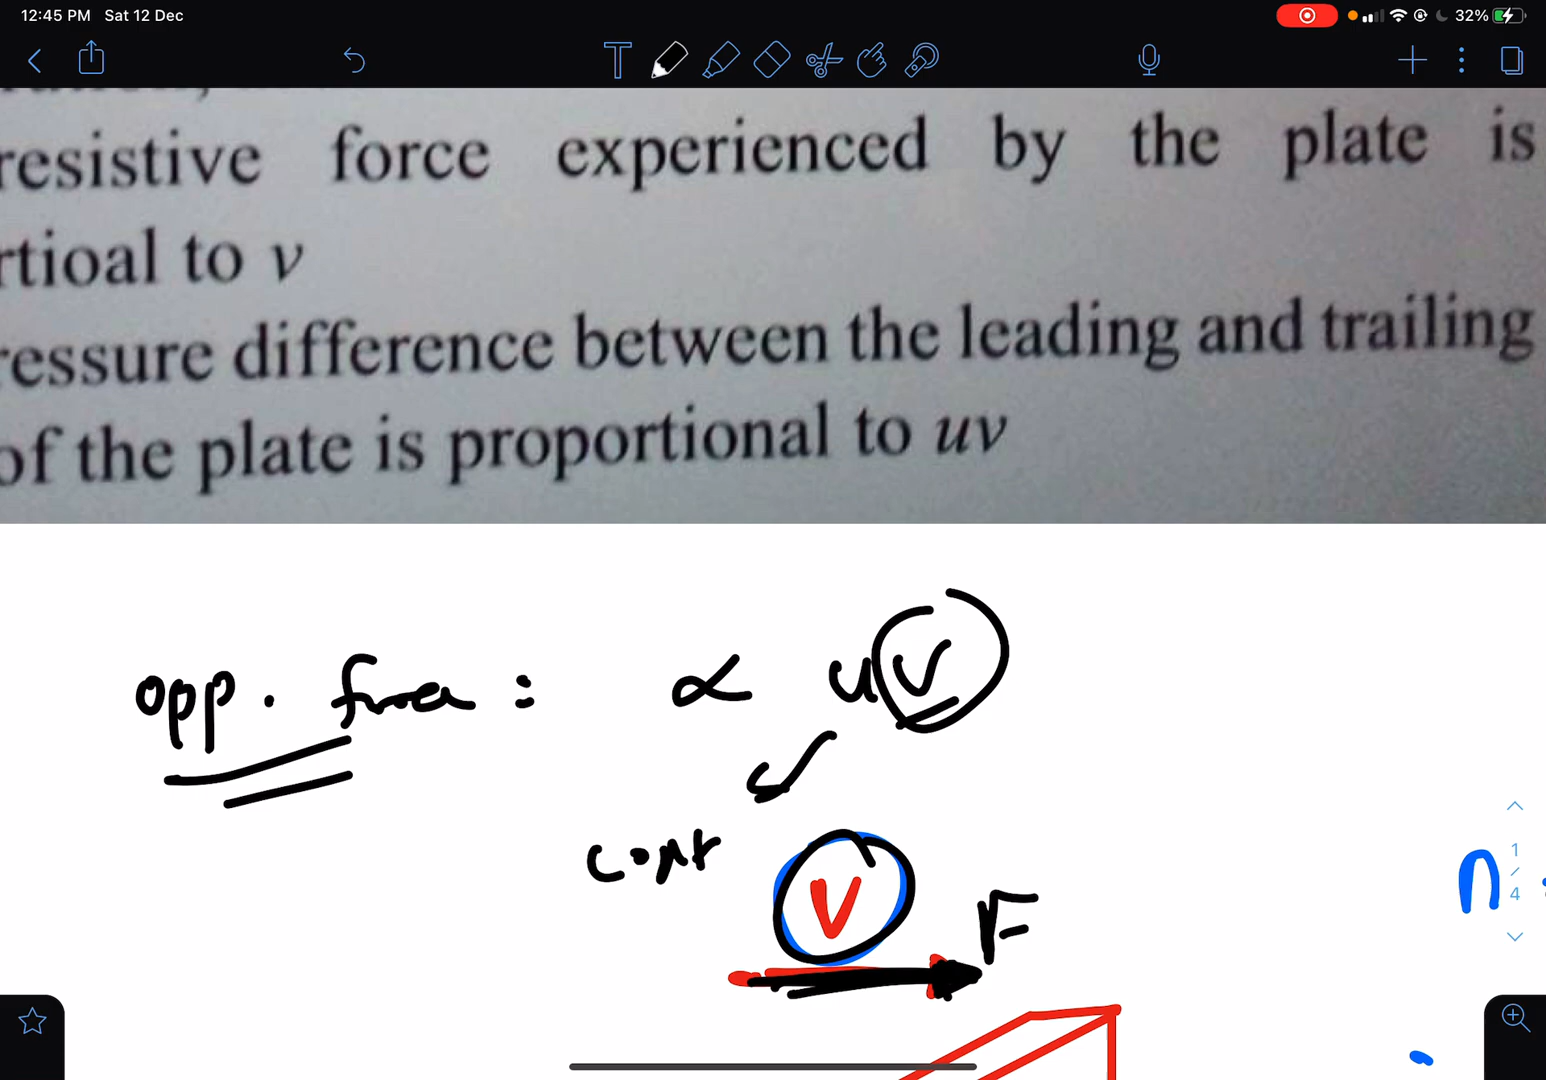 12:45 PM Sat 12 Dec
32%
T
resistive force experienced by the plate is
rtioal to v
ressure difference between the leading and trailing
of the plate is proportional to uv
opp. force : ∝ uv
const
V
F
n
1
/
4